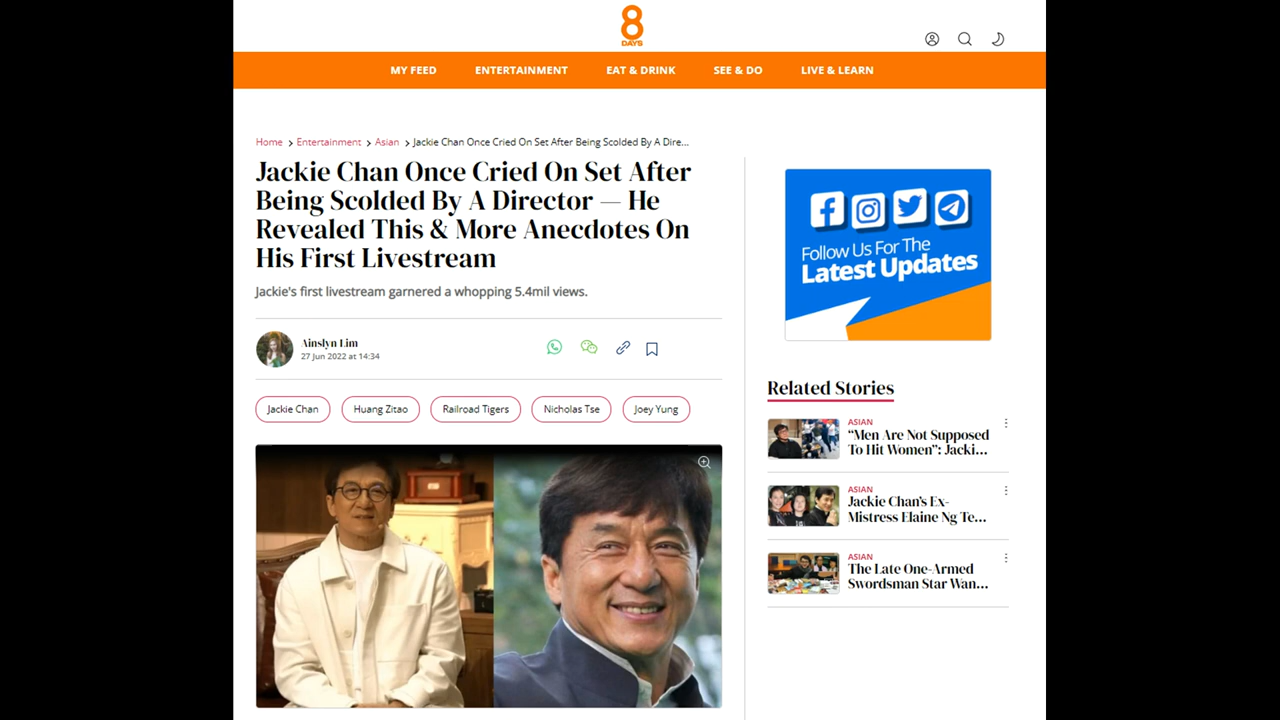 8
DAYS
MY FEED
ENTERTAINMENT
EAT & DRINK
SEE & DO
LIVE & LEARN
Home > Entertainment > Asian > Jackie Chan Once Cried On Set After Being Scolded By A Dire...
Jackie Chan Once Cried On Set After
Being Scolded By A Director — He
Revealed This & More Anecdotes On
His First Livestream
Jackie's first livestream garnered a whopping 5.4mil views.
Ainslyn Lim
27 Jun 2022 at 14:34
Jackie Chan
Huang Zitao
Railroad Tigers
Nicholas Tse
Joey Yung
Follow Us For The
Latest Updates
Related Stories
ASIAN
“Men Are Not Supposed
To Hit Women”: Jacki...
ASIAN
Jackie Chan’s Ex-
Mistress Elaine Ng Te...
ASIAN
The Late One-Armed
Swordsman Star Wan...